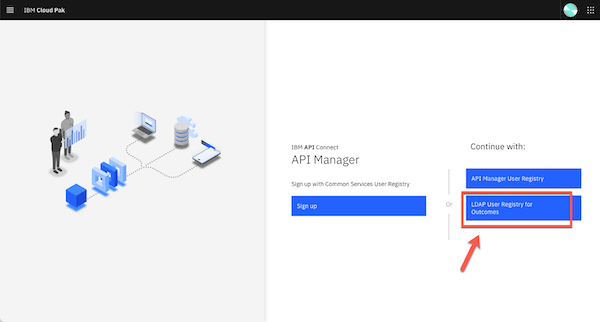 IBM Cloud Pak
IBM API Connect
API Manager
Sign up with Common Services User Registry
Sign up
Or
Continue with:
API Manager User Registry
LDAP User Registry for
Outcomes